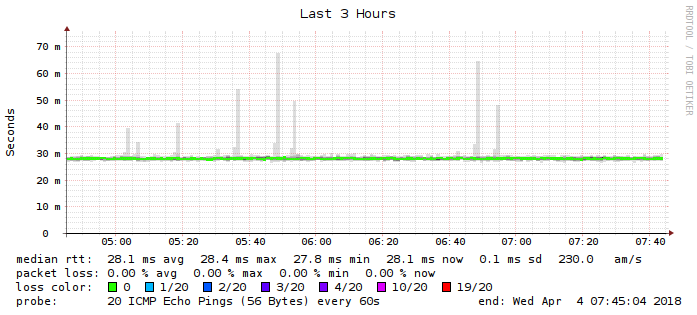 Last 3 Hours
RRDTOOL / TOBI OETIKER
Seconds
70 m
60 m
50 m
40 m
30 m
20 m
10 m
0
05:00 05:20 05:40 06:00 06:20 06:40 07:00 07:20 07:40
median rtt: 28.1 ms avg 28.4 ms max 27.8 ms min 28.1 ms now 0.1 ms sd 230.0 am/s
packet loss: 0.00 % avg 0.00 % max 0.00 % min 0.00 % now
loss color: 0 1/20 2/20 3/20 4/20 10/20 19/20
probe: 20 ICMP Echo Pings (56 Bytes) every 60s end: Wed Apr 4 07:45:04 2018